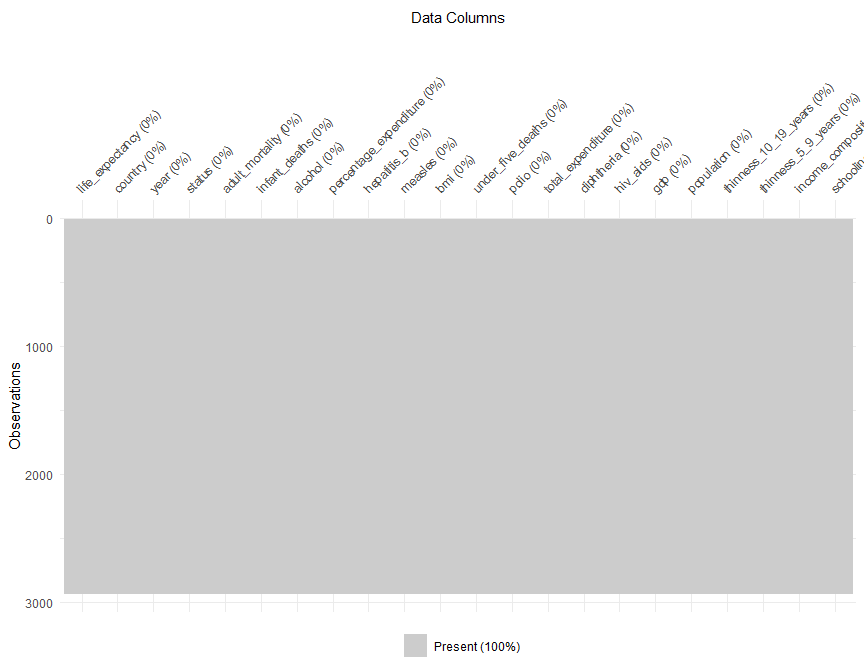 Data Columns
life_expectancy (0%)
country (0%)
year (0%)
status (0%)
adult_mortality (0%)
infant_deaths (0%)
alcohol (0%)
percentage_expenditure (0%)
hepatitis_b (0%)
measles (0%)
bmi (0%)
under_five_deaths (0%)
polio (0%)
total_expenditure (0%)
diphtheria (0%)
hiv_aids (0%)
gdp (0%)
population (0%)
thinness_10_19_years (0%)
thinness_5_9_years (0%)
income_composit
schoolin
Observations
0
1000
2000
3000
Present (100%)